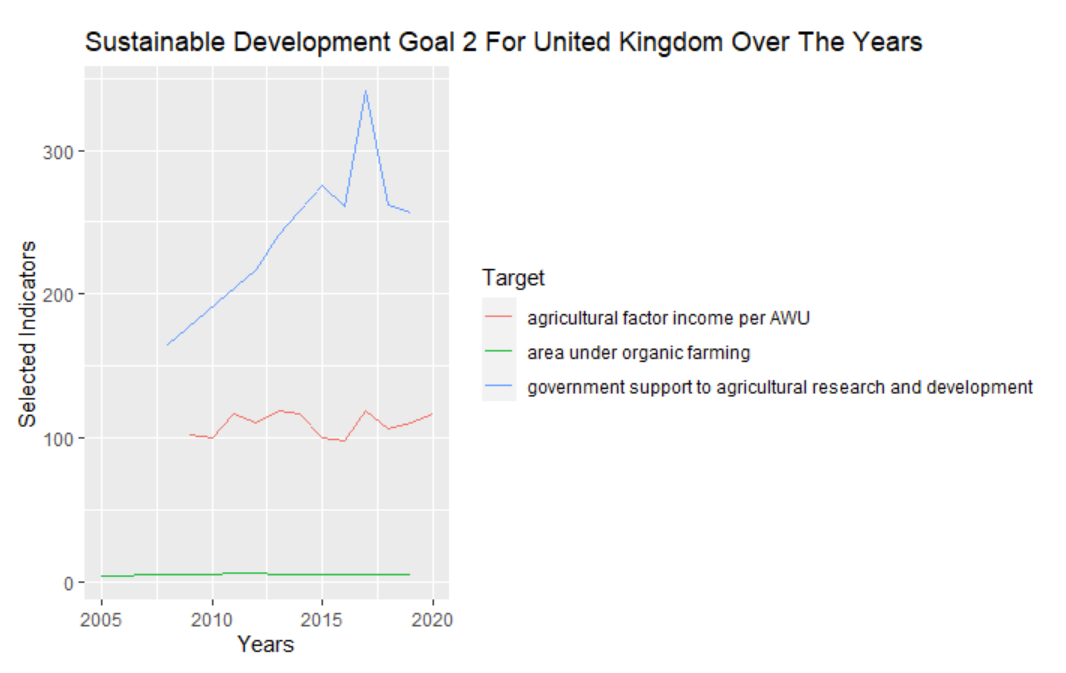 Sustainable Development Goal 2 For United Kingdom Over The Years
Selected Indicators
300
200
100
0
2005 2010 2015 2020
Years
Target
agricultural factor income per AWU
area under organic farming
government support to agricultural research and development